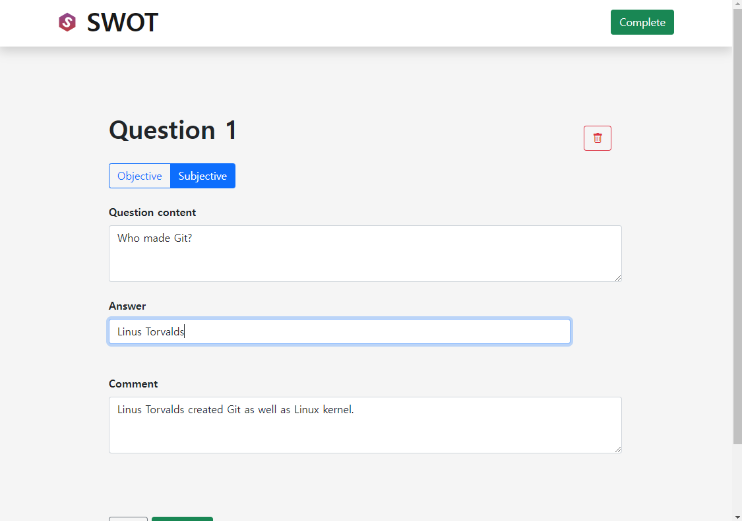 SWOT
Complete
Question 1
Objective
Subjective
Question content
Who made Git?
Answer
Linus Torvalds
Comment
Linus Torvalds created Git as well as Linux kernel.